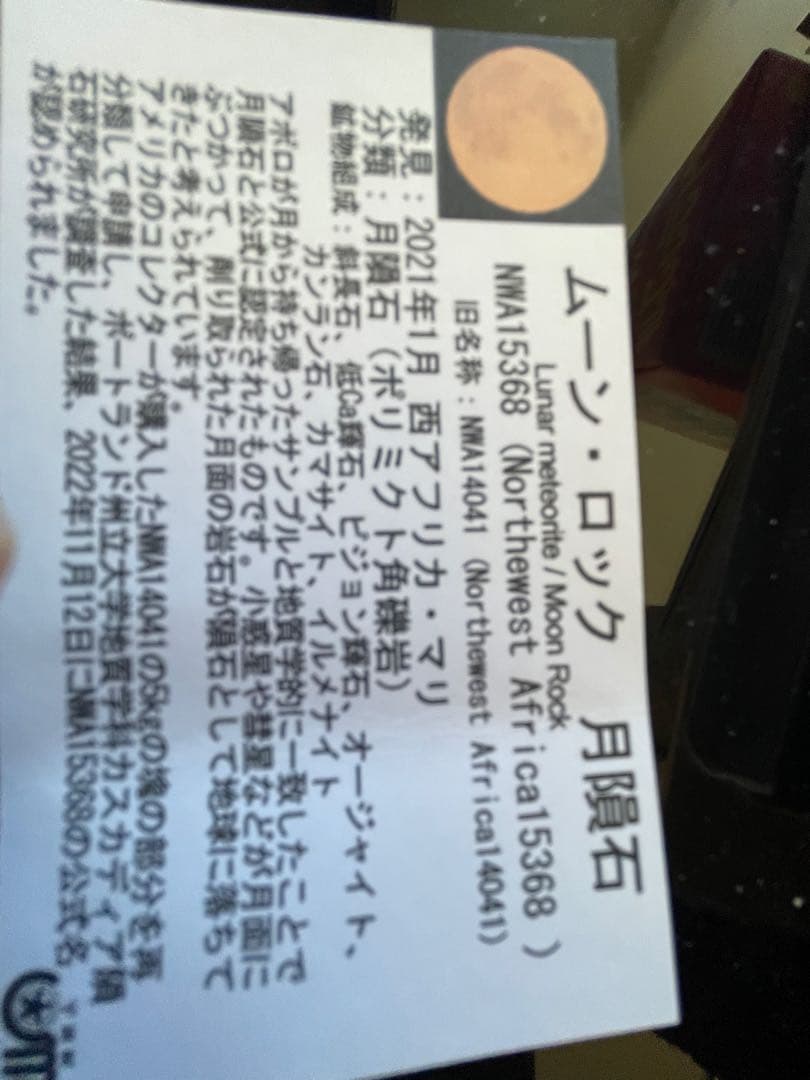 ムーン・ロック 月隕石
Lunar meteorite / Moon Rock
NWA15368 (Northewest Africa15368 )
旧名称：NWA14041 (Northewest Africa14041)
発見：2021年1月 西アフリカ・マリ
分類：月隕石（ポリミクト角礫岩）
鉱物組成：斜長石、低Ca輝石、ピジョン輝石、オージャイト、
カンラン石、カマサイト、イルメナイト
アポロが月から持ち帰ったサンプルと地質学的に一致したことで
月隕石と公式に認定されたものです。小惑星や彗星などが月面に
ぶつかって、削り取られた月面の岩石が隕石として地球に落ちて
きたと考えられています。
アメリカのコレクターが購入したNWA14041の5kgの塊の部分を再
分類して申請し、ポートランド州立大学地質学科カスカディア隕
石研究所が調査した結果、2022年11月12日にNWA15368の公式名
が認められました。